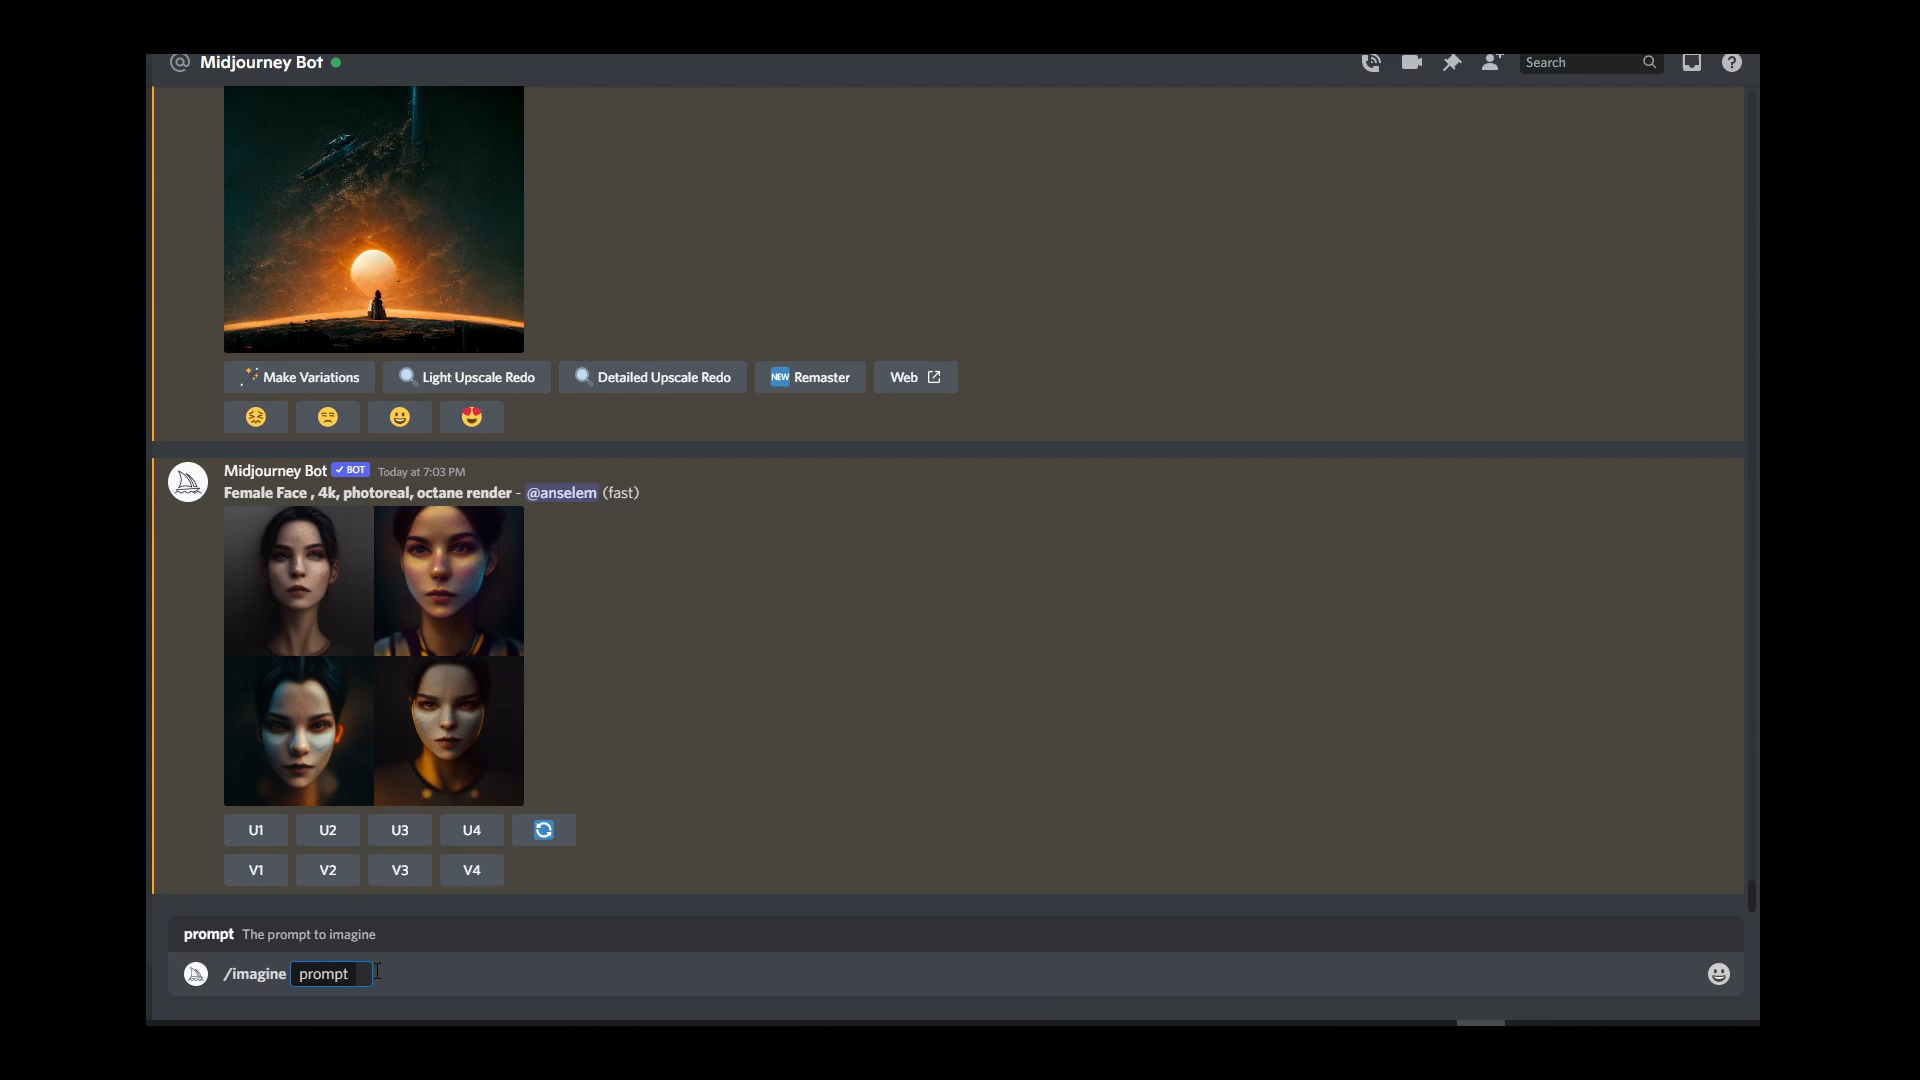 @ Midjourney Bot
Search
Make Variations
Light Upscale Redo
Detailed Upscale Redo
NEW Remaster
Web
Midjourney Bot ✓ BOT Today at 7:03 PM
Female Face , 4k, photoreal, octane render - @anselem (fast)
U1 U2 U3 U4
V1 V2 V3 V4
prompt The prompt to imagine
/imagine prompt